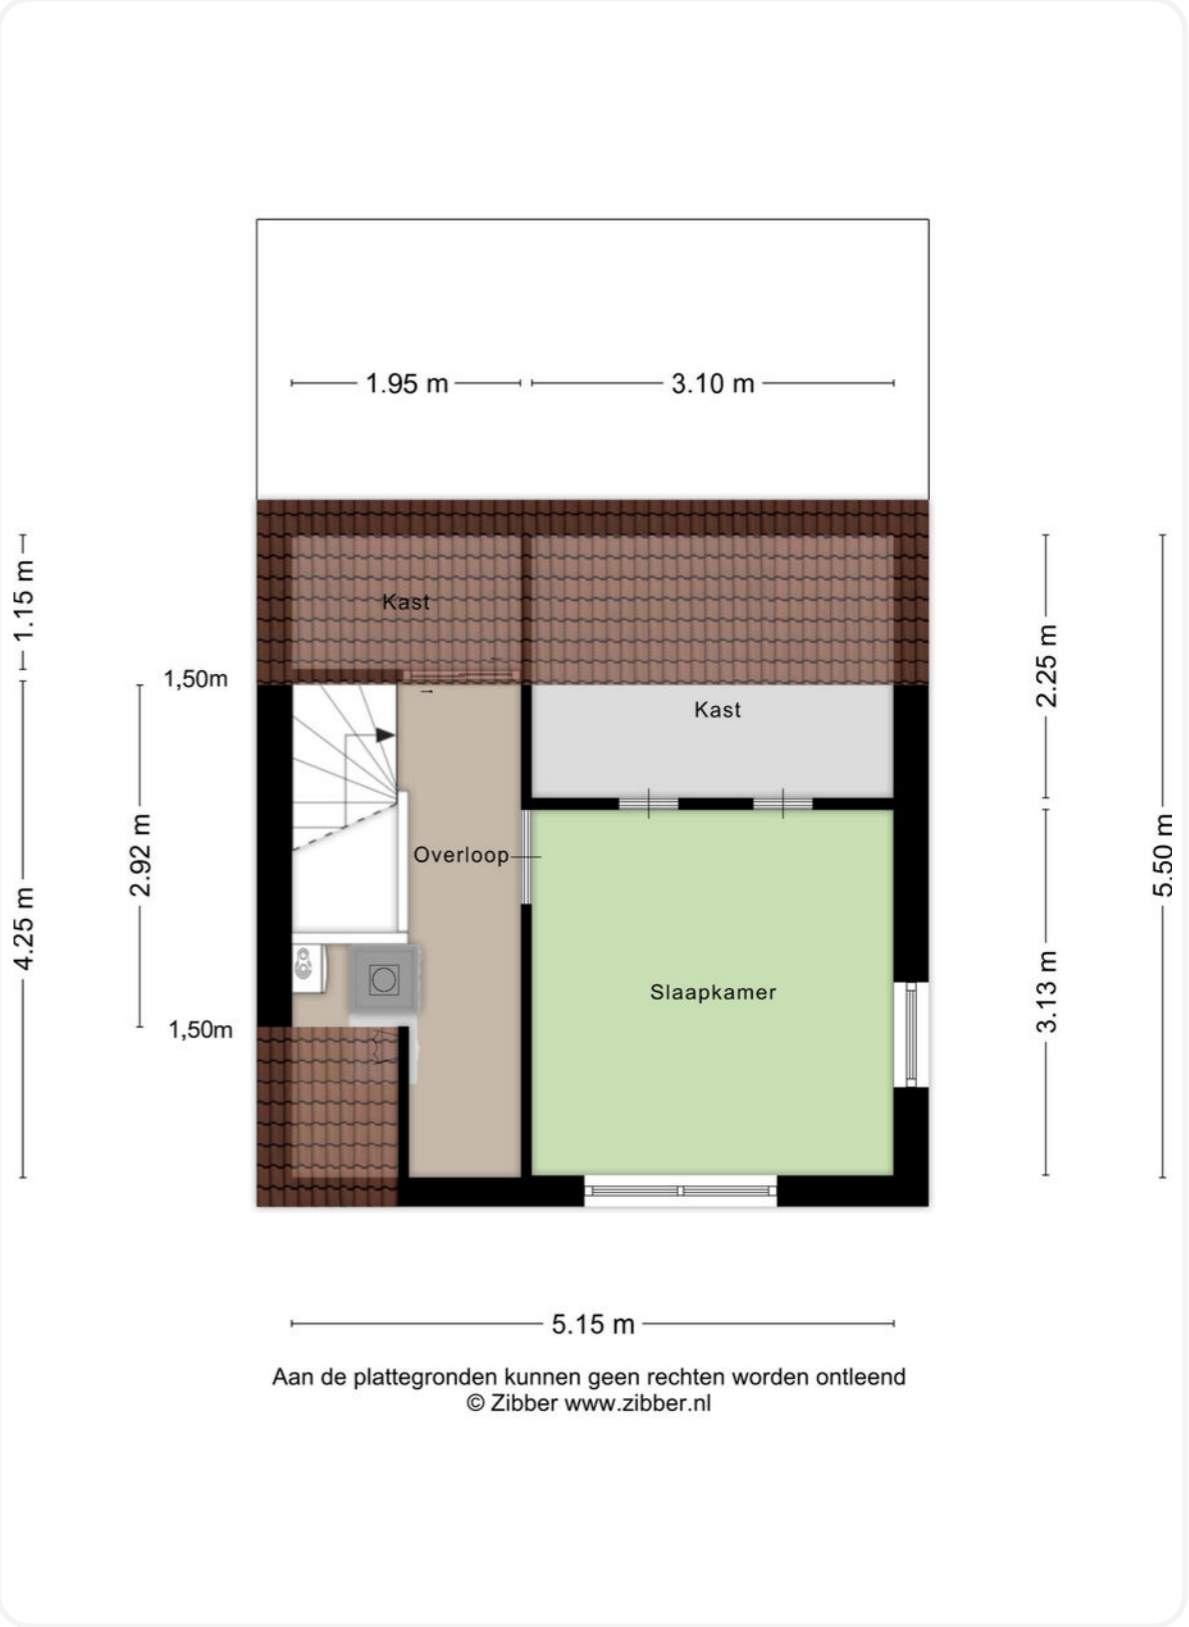 1.95 m
3.10 m
1.15 m
Kast
2.25 m
1,50m
Kast
5.50 m
2.92 m
Overloop
4.25 m
Slaapkamer
3.13 m
1,50m
5.15 m
Aan de plattegronden kunnen geen rechten worden ontleend
© Zibber www.zibber.nl